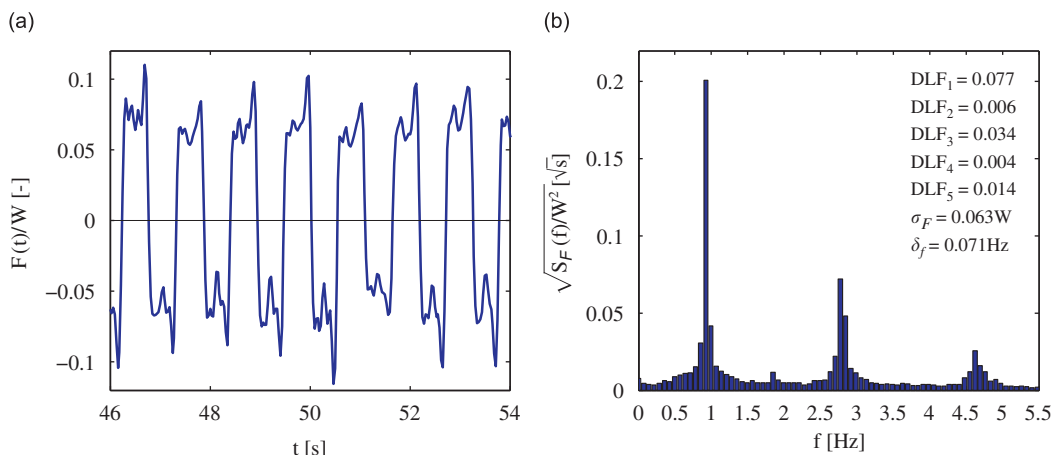 (a)
(b)
F(t)/W [-]
0.1
0.05
0
−0.05
−0.1
46 48 50 52 54
t [s]
√S_F(f)/W² [√s]
0.2
0.15
0.1
0.05
0
0 0.5 1 1.5 2 2.5 3 3.5 4 4.5 5 5.5
f [Hz]
DLF₁ = 0.077
DLF₂ = 0.006
DLF₃ = 0.034
DLF₄ = 0.004
DLF₅ = 0.014
σ_F = 0.063W
δ_f = 0.071Hz